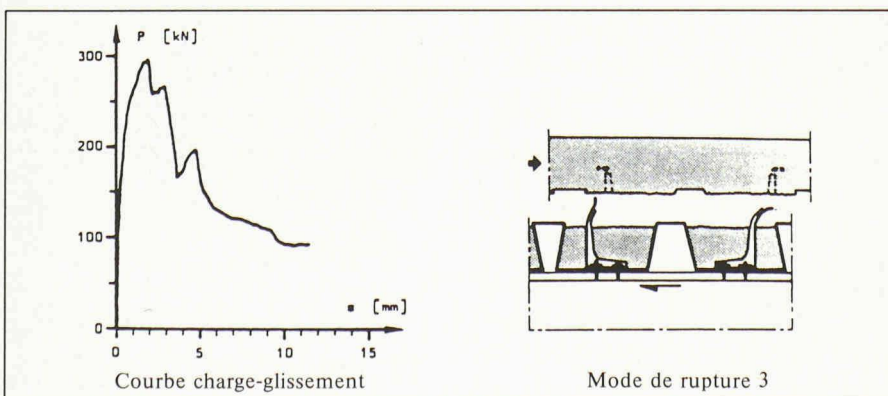 P [kN]
300
200
100
0
s [mm]
0 5 10 15
Courbe charge-glissement
Mode de rupture 3